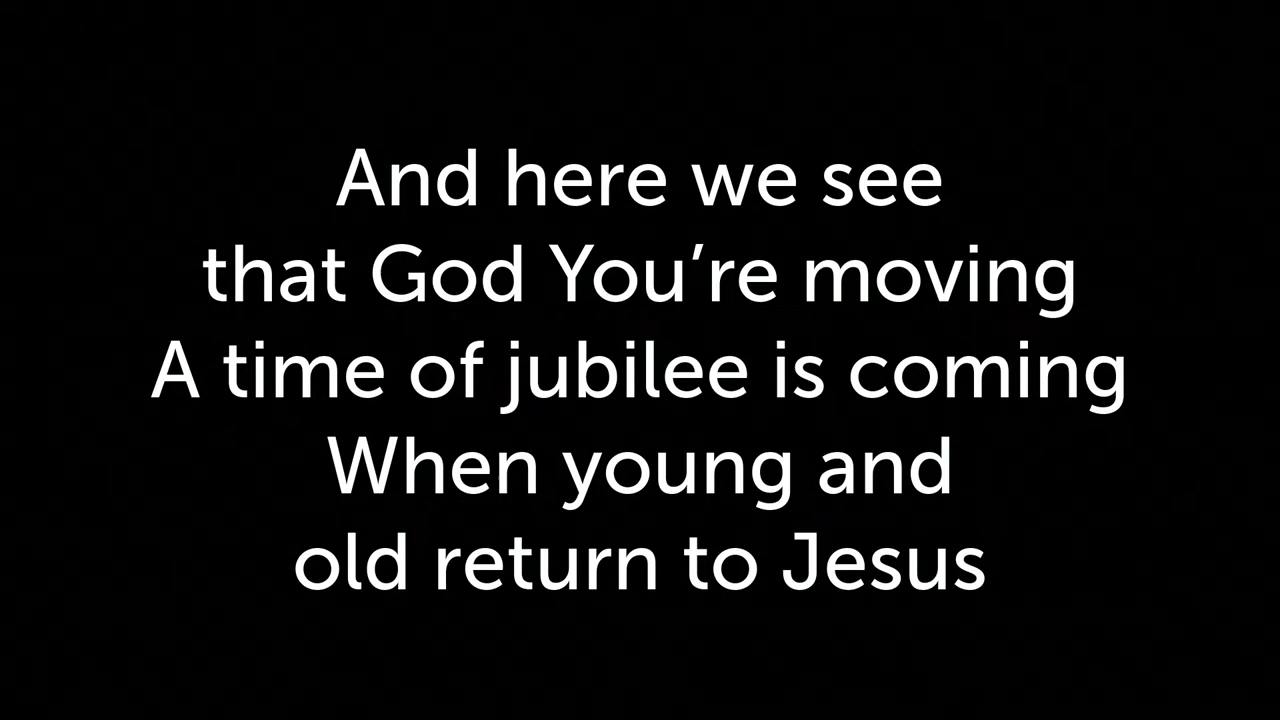 And here we see
that God You’re moving
A time of jubilee is coming
When young and
old return to Jesus